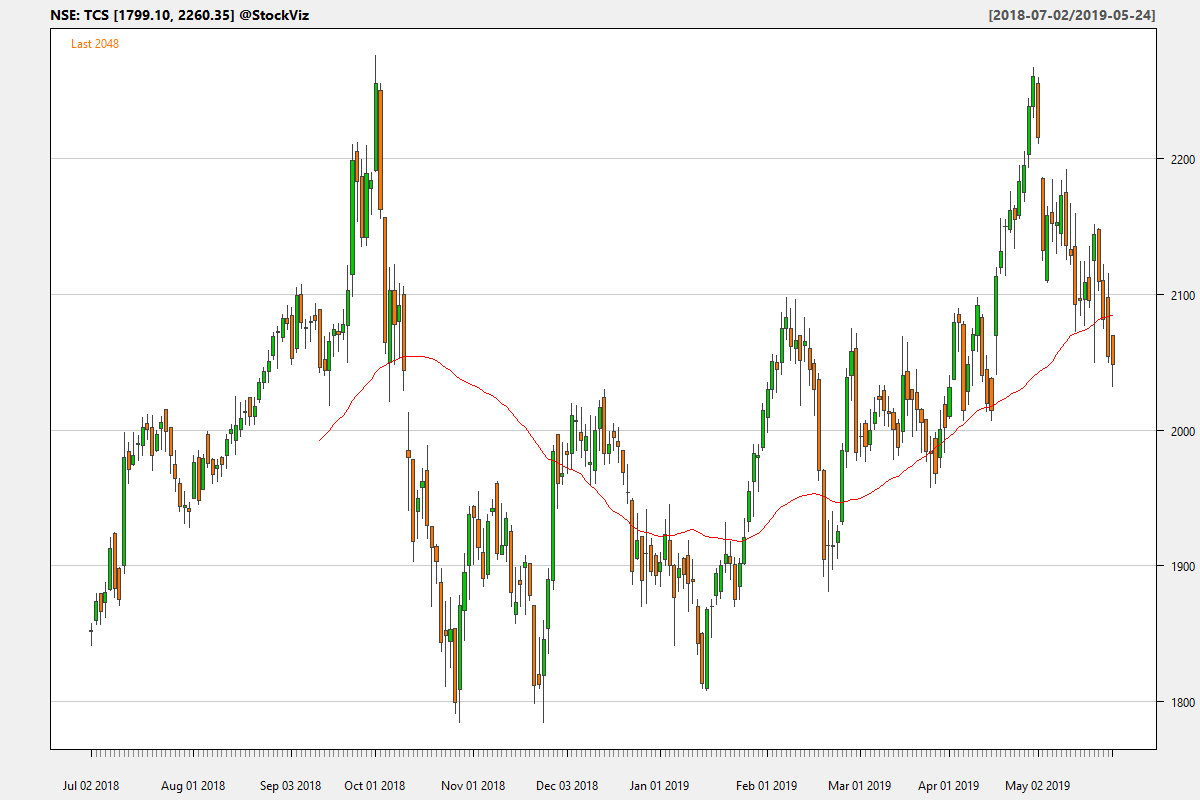 NSE: TCS [1799.10, 2260.35] @StockViz [2018-07-02/2019-05-24]
Last 2048
2200
2100
2000
1900
1800
Jul 02 2018 Aug 01 2018 Sep 03 2018 Oct 01 2018 Nov 01 2018 Dec 03 2018 Jan 01 2019 Feb 01 2019 Mar 01 2019 Apr 01 2019 May 02 2019